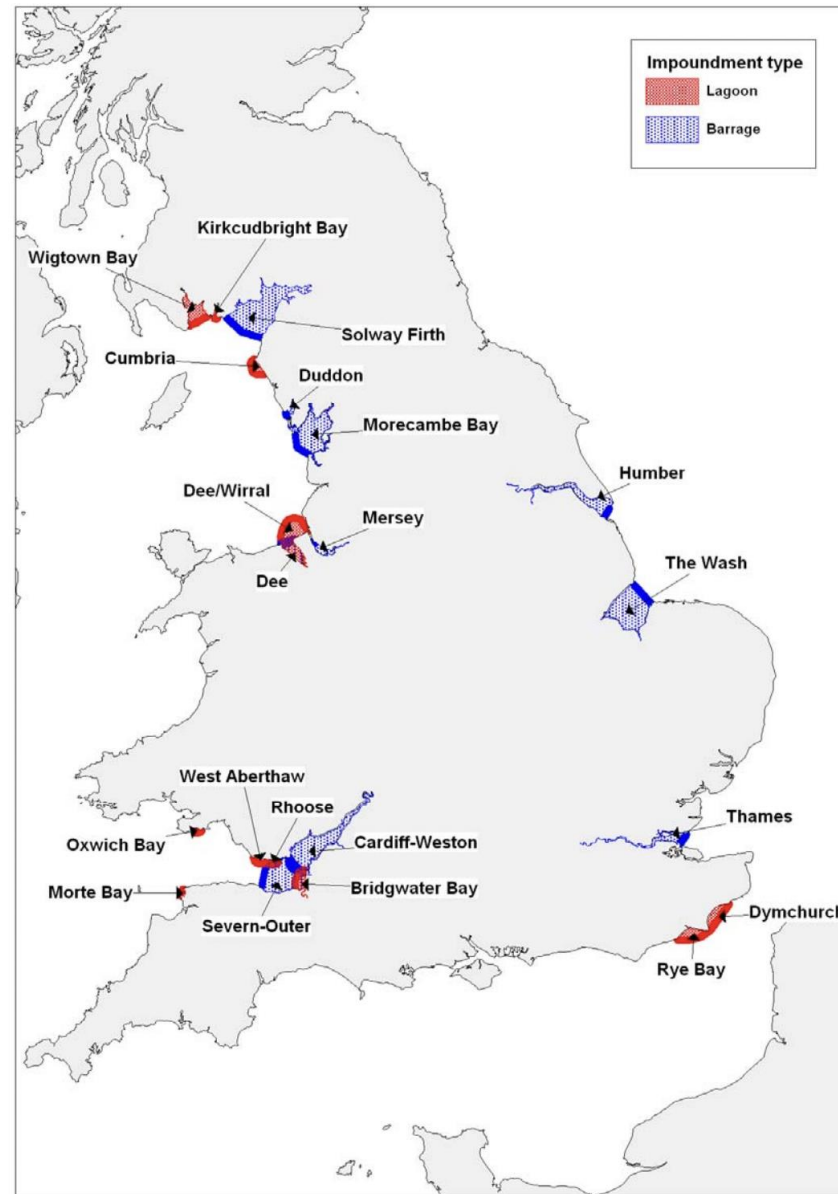 Impoundment type
Lagoon
Barrage
Kirkcudbright Bay
Wigtown Bay
Solway Firth
Cumbria
Duddon
Morecambe Bay
Humber
Dee/Wirral
Mersey
The Wash
Dee
West Aberthaw
Rhoose
Thames
Oxwich Bay
Cardiff-Weston
Morte Bay
Bridgwater Bay
Dymchurch
Severn-Outer
Rye Bay